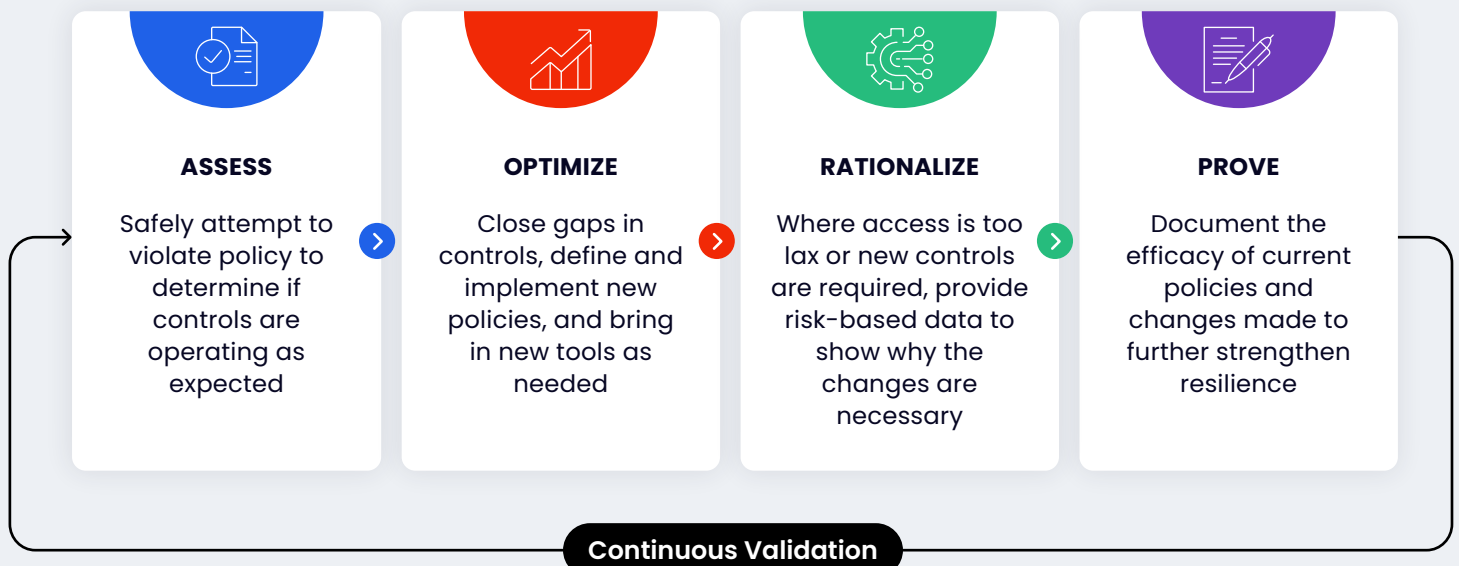 ASSESS
Safely attempt to
violate policy to
determine if
controls are
operating as
expected
OPTIMIZE
Close gaps in
controls, define and
implement new
policies, and bring
in new tools as
needed
RATIONALIZE
Where access is too
lax or new controls
are required, provide
risk-based data to
show why the
changes are
necessary
PROVE
Document the
efficacy of current
policies and
changes made to
further strengthen
resilience
Continuous Validation